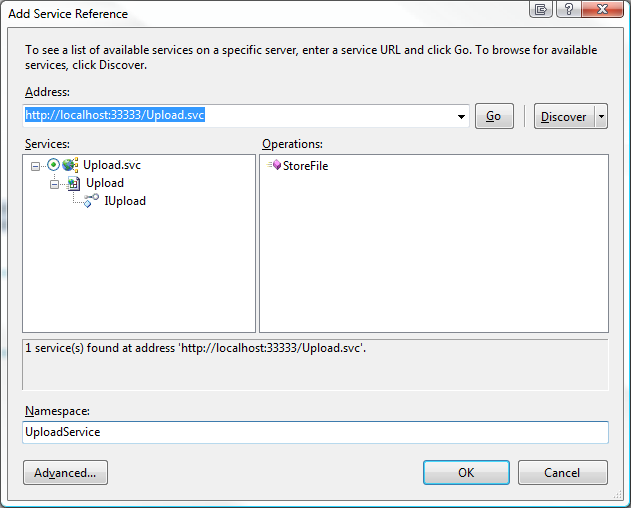 Add Service Reference
To see a list of available services on a specific server, enter a service URL and click Go. To browse for available
services, click Discover.
Address:
http://localhost:33333/Upload.svc
Go
Discover
Services:
Operations:
Upload.svc
StoreFile
Upload
IUpload
1 service(s) found at address 'http://localhost:33333/Upload.svc'.
Namespace:
UploadService
Advanced...
OK
Cancel